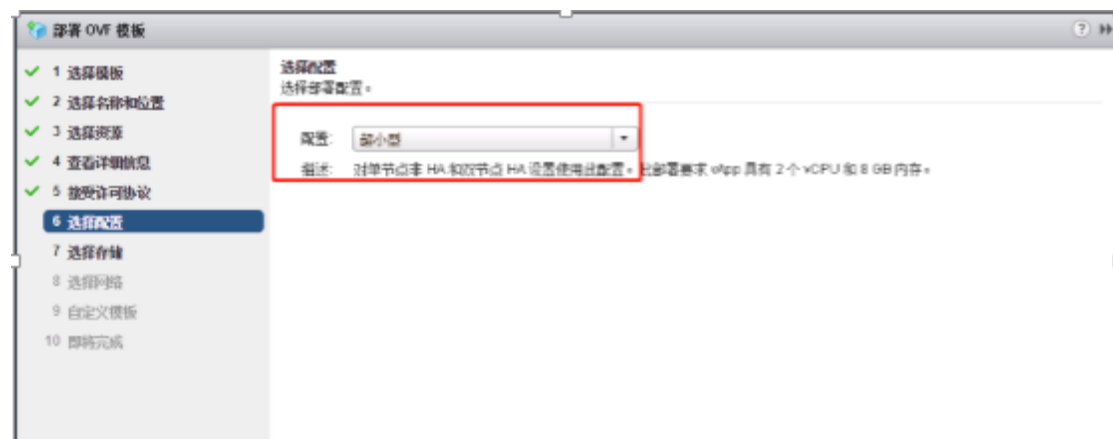 部署 OVF 模板
1 选择模板
2 选择名称和位置
3 选择资源
4 查看详细信息
5 接受许可协议
6 选择配置
7 选择存储
8 选择网络
9 自定义模板
10 即将完成
选择配置
选择部署配置。
配置: 超小型
描述: 对单节点非 HA 和双节点 HA 设置使用此配置。此部署要求 vApp 具有 2 个 vCPU 和 8 GB 内存。